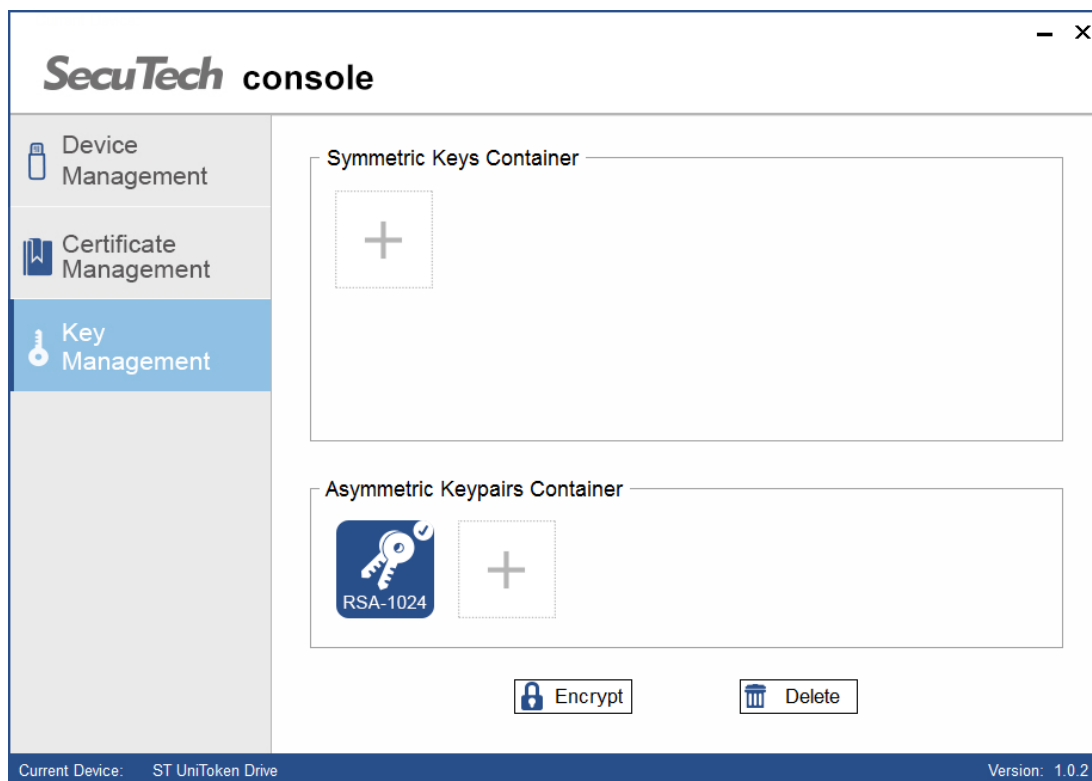 SecuTech console
Device
Management
Certificate
Management
Key
Management
Symmetric Keys Container
Asymmetric Keypairs Container
RSA-1024
Encrypt
Delete
Current Device: ST UniToken Drive
Version: 1.0.2